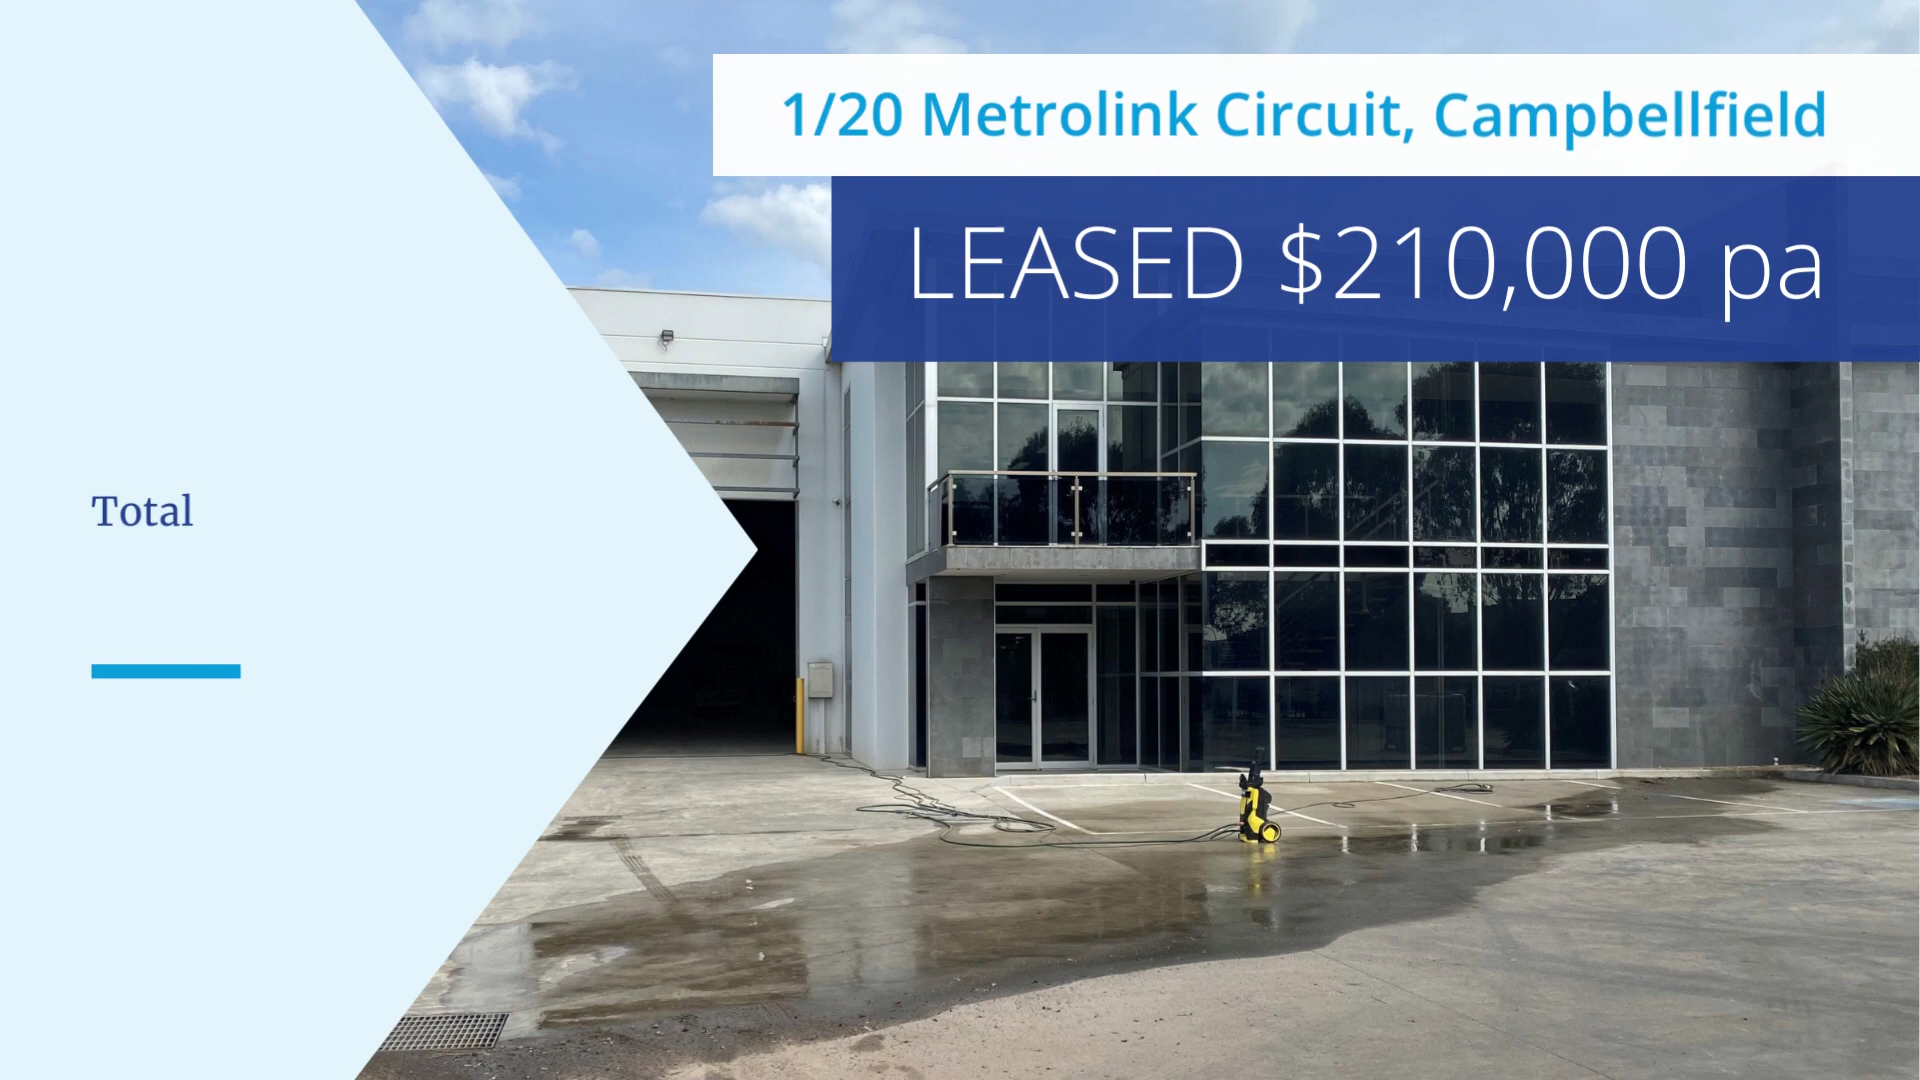 1/20 Metrolink Circuit, Campbellfield
LEASED $210,000 pa
Total